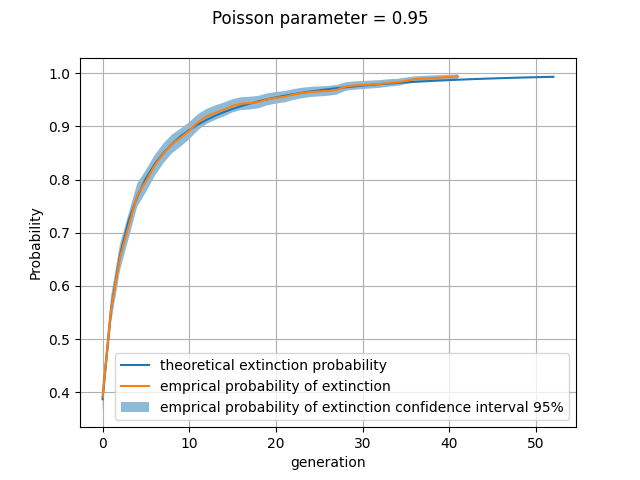 Poisson parameter = 0.95
1.0
0.9
0.8
0.7
0.6
0.5
0.4
Probability
theoretical extinction probability
emprical probability of extinction
emprical probability of extinction confidence interval 95%
0 10 20 30 40 50
generation